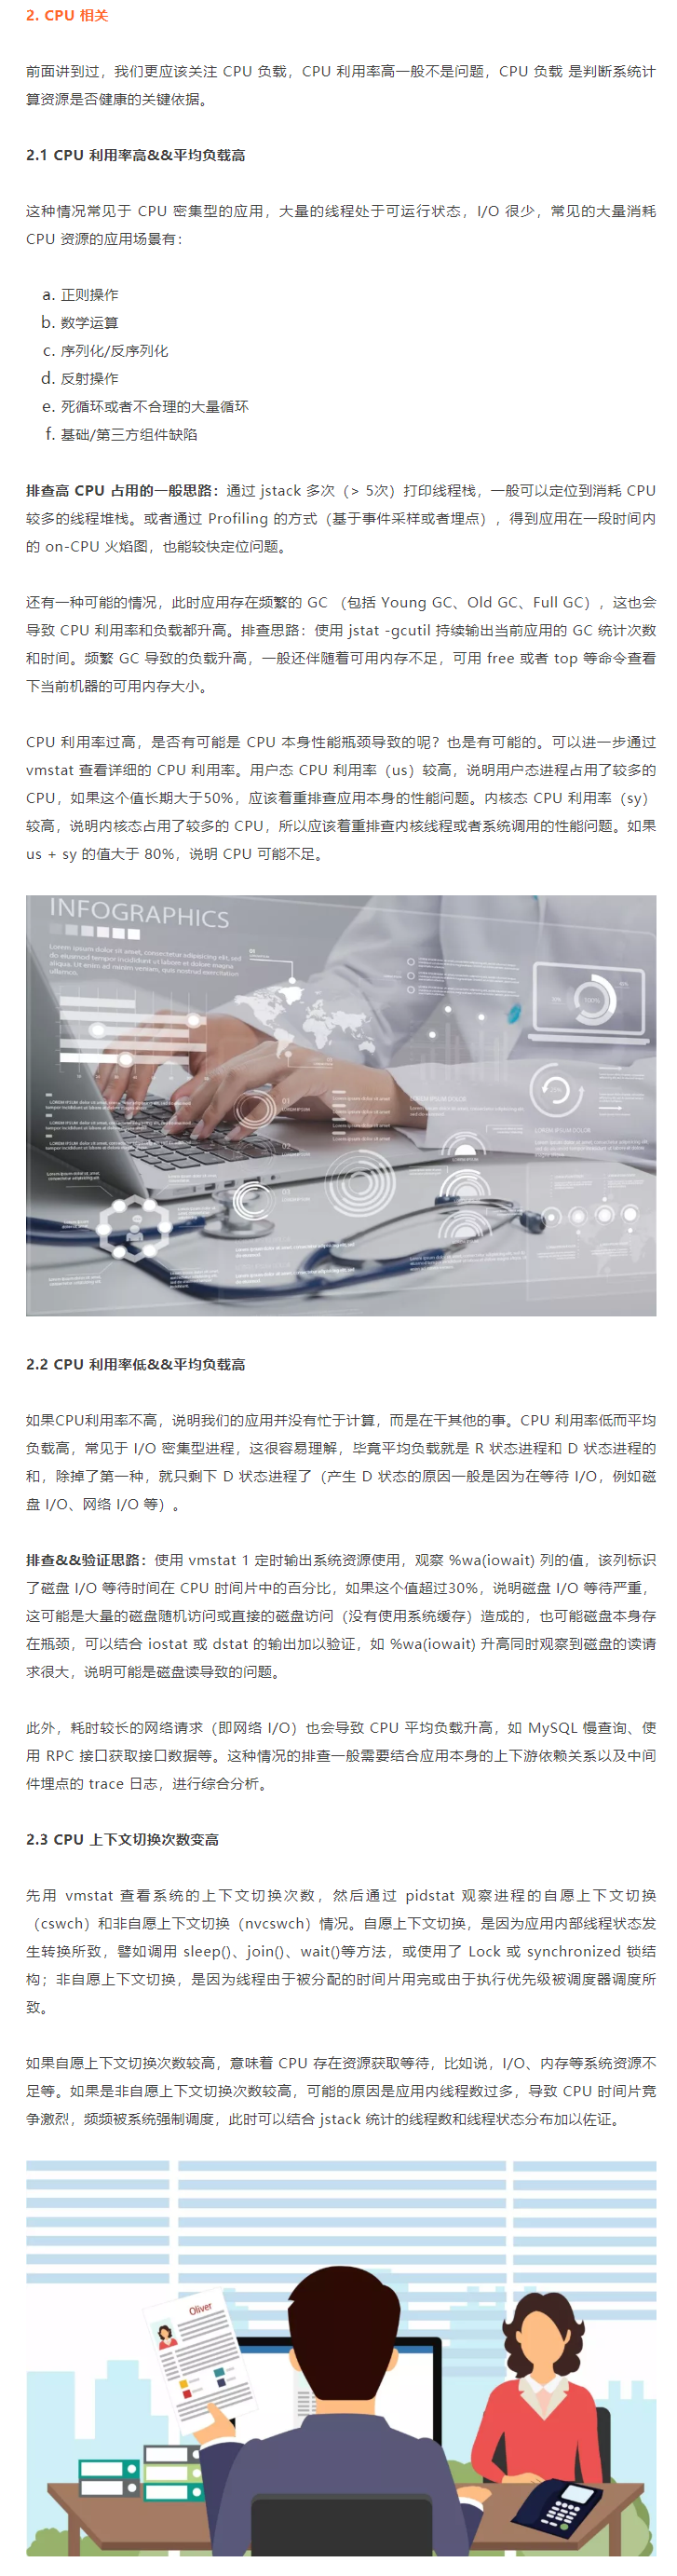 2. CPU 相关
前面讲到过，我们更应该关注 CPU 负载，CPU 利用率高一般不是问题，CPU 负载 是判断系统计
算资源是否健康的关键依据。
2.1 CPU 利用率高&&平均负载高
这种情况常见于 CPU 密集型的应用，大量的线程处于可运行状态，I/O 很少，常见的大量消耗
CPU 资源的应用场景有：
a. 正则操作
b. 数学运算
c. 序列化/反序列化
d. 反射操作
e. 死循环或者不合理的大量循环
f. 基础/第三方组件缺陷
排查高 CPU 占用的一般思路：通过 jstack 多次（> 5次）打印线程栈，一般可以定位到消耗 CPU
较多的线程堆栈。或者通过 Profiling 的方式（基于事件采样或者埋点），得到应用在一段时间内
的 on-CPU 火焰图，也能较快定位问题。
还有一种可能的情况，此时应用存在频繁的 GC （包括 Young GC、Old GC、Full GC），这也会
导致 CPU 利用率和负载都升高。排查思路：使用 jstat -gcutil 持续输出当前应用的 GC 统计次数
和时间。频繁 GC 导致的负载升高，一般还伴随着可用内存不足，可用 free 或者 top 等命令查看
下当前机器的可用内存大小。
CPU 利用率过高，是否有可能是 CPU 本身性能瓶颈导致的呢？也是有可能的。可以进一步通过
vmstat 查看详细的 CPU 利用率。用户态 CPU 利用率（us）较高，说明用户态进程占用了较多的
CPU，如果这个值长期大于50%，应该着重排查应用本身的性能问题。内核态 CPU 利用率（sy）
较高，说明内核态占用了较多的 CPU，所以应该着重排查内核线程或者系统调用的性能问题。如果
us + sy 的值大于 80%，说明 CPU 可能不足。
INFOGRAPHICS
2.2 CPU 利用率低&&平均负载高
如果CPU利用率不高，说明我们的应用并没有忙于计算，而是在干其他的事。CPU 利用率低而平均
负载高，常见于 I/O 密集型进程，这很容易理解，毕竟平均负载就是 R 状态进程和 D 状态进程的
和，除掉了第一种，就只剩下 D 状态进程了（产生 D 状态的原因一般是因为在等待 I/O，例如磁
盘 I/O、网络 I/O 等）。
排查&&验证思路：使用 vmstat 1 定时输出系统资源使用，观察 %wa(iowait) 列的值，该列标识
了磁盘 I/O 等待时间在 CPU 时间片中的百分比，如果这个值超过30%，说明磁盘 I/O 等待严重，
这可能是大量的磁盘随机访问或直接的磁盘访问（没有使用系统缓存）造成的，也可能磁盘本身存
在瓶颈，可以结合 iostat 或 dstat 的输出加以验证，如 %wa(iowait) 升高同时观察到磁盘的读请
求很大，说明可能是磁盘读导致的问题。
此外，耗时较长的网络请求（即网络 I/O）也会导致 CPU 平均负载升高，如 MySQL 慢查询、使
用 RPC 接口获取接口数据等。这种情况的排查一般需要结合应用本身的上下游依赖关系以及中间
件埋点的 trace 日志，进行综合分析。
2.3 CPU 上下文切换次数变高
先用 vmstat 查看系统的上下文切换次数，然后通过 pidstat 观察进程的自愿上下文切换
（cswch）和非自愿上下文切换（nvcswch）情况。自愿上下文切换，是因为应用内部线程状态发
生转换所致，譬如调用 sleep()、join()、wait()等方法，或使用了 Lock 或 synchronized 锁结
构；非自愿上下文切换，是因为线程由于被分配的时间片用完或由于执行优先级被调度器调度所
致。
如果自愿上下文切换次数较高，意味着 CPU 存在资源获取等待，比如说，I/O、内存等系统资源不
足等。如果是非自愿上下文切换次数较高，可能的原因是应用内线程数过多，导致 CPU 时间片竞
争激烈，频频被系统强制调度，此时可以结合 jstack 统计的线程数和线程状态分布加以佐证。
Oliver